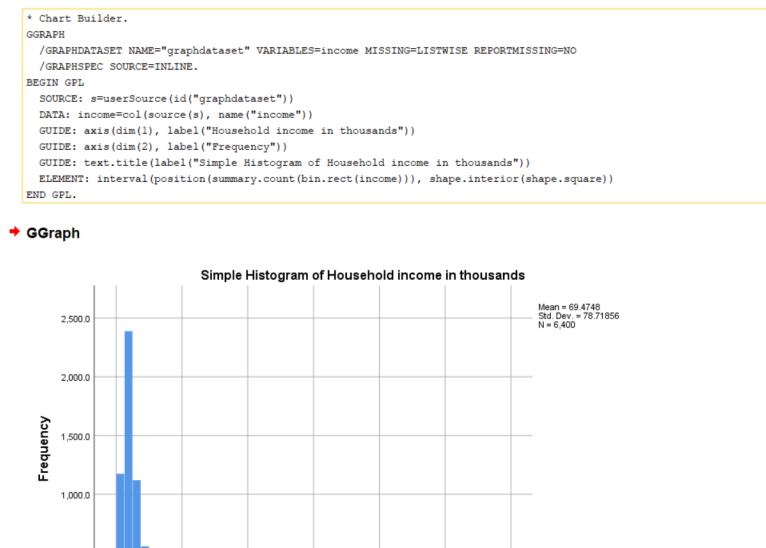 * Chart Builder.
GGRAPH
  /GRAPHDATASET NAME="graphdataset" VARIABLES=income MISSING=LISTWISE REPORTMISSING=NO
  /GRAPHSPEC SOURCE=INLINE.
BEGIN GPL
  SOURCE: s=userSource(id("graphdataset"))
  DATA: income=col(source(s), name("income"))
  GUIDE: axis(dim(1), label("Household income in thousands"))
  GUIDE: axis(dim(2), label("Frequency"))
  GUIDE: text.title(label("Simple Histogram of Household income in thousands"))
  ELEMENT: interval(position(summary.count(bin.rect(income))), shape.interior(shape.square))
END GPL.
GGraph
Simple Histogram of Household income in thousands
Mean = 69.4748
Std. Dev. = 78.71856
N = 6,400
2,500.0
2,000.0
1,500.0
1,000.0
Frequency